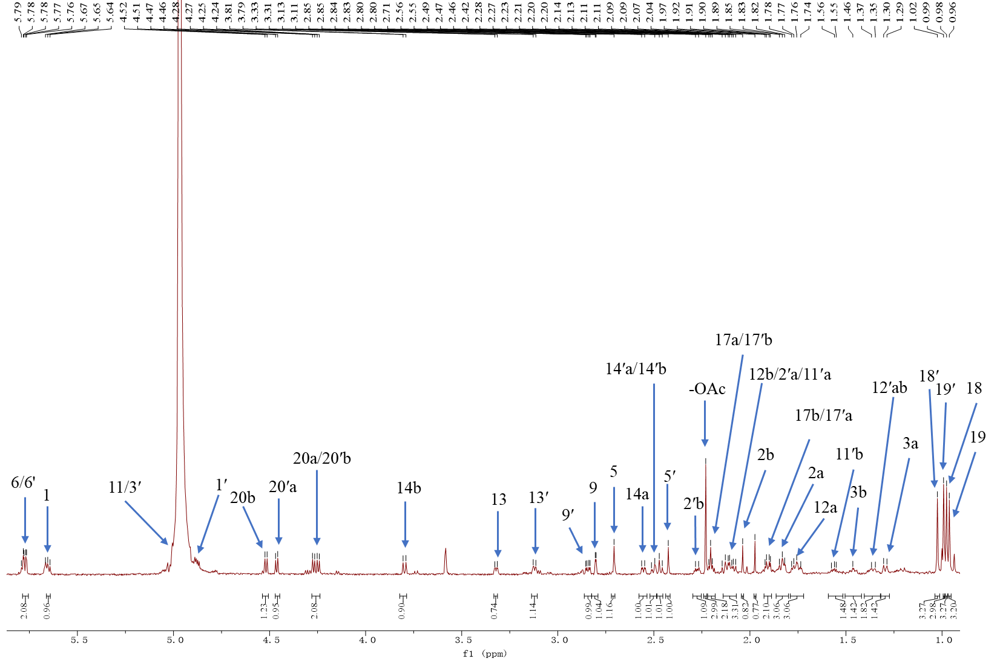 5.79 5.78 5.78 5.77 5.76 5.67 5.65 5.64 4.52 4.51 4.47 4.46 4.28 4.27 4.25 4.24 3.81 3.79 3.33 3.31 3.13 3.11 2.85 2.85 2.84 2.83 2.80 2.80 2.71 2.56 2.55 2.49 2.47 2.46 2.42 2.28 2.27 2.23 2.21 2.20 2.20 2.14 2.13 2.11 2.11 2.09 2.09 2.07 2.04 1.97 1.92 1.91 1.90 1.89 1.85 1.83 1.82 1.78 1.77 1.76 1.74 1.56 1.55 1.46 1.37 1.35 1.30 1.29 1.02 0.99 0.98 0.96
17a/17′b
14′a/14′b
12b/2′a/11′a
-OAc
18′
19′
12′ab
18
17b/17′a
19
3a
2b
11′b
20a/20′b
2a
5
5′
6/6'
11/3′
1′
20′a
14b
9
3b
1
20b
13
13′
14a
2′b
12a
9′
2.08 0.96 1.23 0.95 2.08 0.90 0.74 1.14 0.99 1.04 1.16 1.00 1.01 1.01 1.00 1.09 2.99 2.18 3.31 0.82 0.77 2.10 3.06 3.06 1.48 1.42 1.82 1.42 3.27 2.98 3.27 3.20
5.5 5.0 4.5 4.0 3.5 3.0 2.5 2.0 1.5 1.0
f1 (ppm)